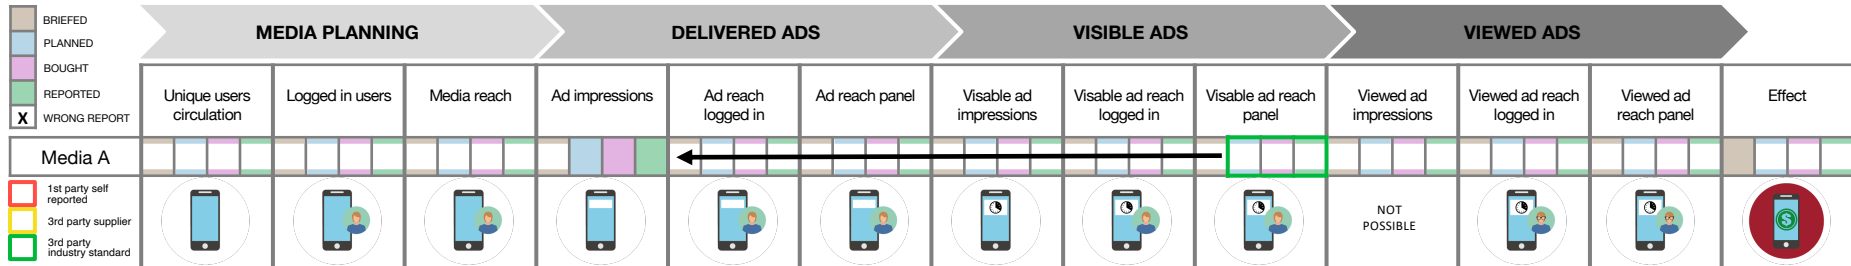 BRIEFED
PLANNED
BOUGHT
REPORTED
X WRONG REPORT
MEDIA PLANNING
DELIVERED ADS
VISIBLE ADS
VIEWED ADS
Unique users
circulation
Logged in users
Media reach
Ad impressions
Ad reach
logged in
Ad reach panel
Visable ad
impressions
Visable ad reach
logged in
Visable ad reach
panel
Viewed ad
impressions
Viewed ad reach
logged in
Viewed ad
reach panel
Effect
Media A
1st party self
reported
3rd party supplier
3rd party
industry standard
NOT
POSSIBLE
$